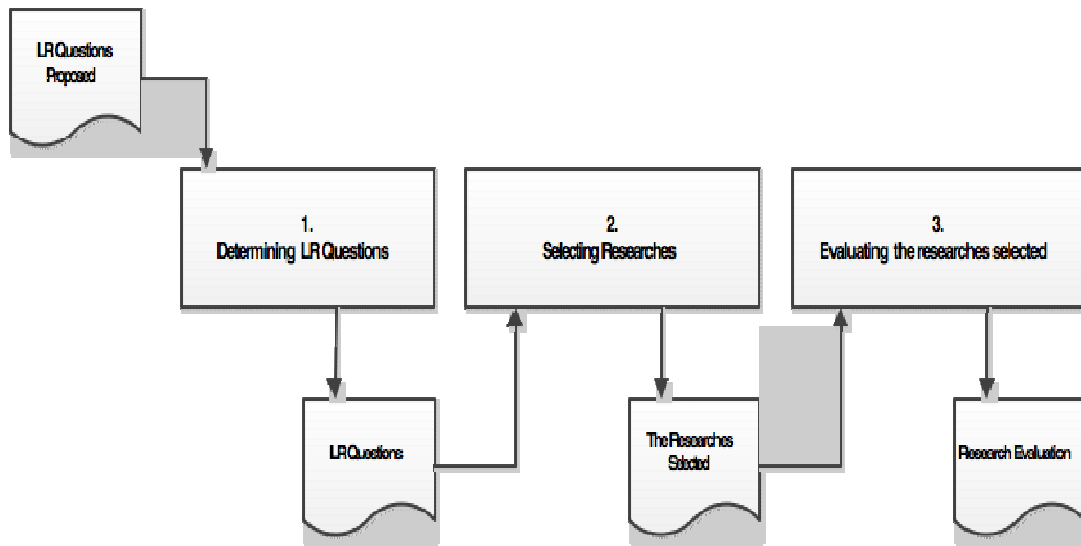 LR Questions
Proposed
1.
Determining LR Questions
2.
Selecting Researches
3.
Evaluating the researches selected
LR Questions
The Researches
Selected
Research Evaluation